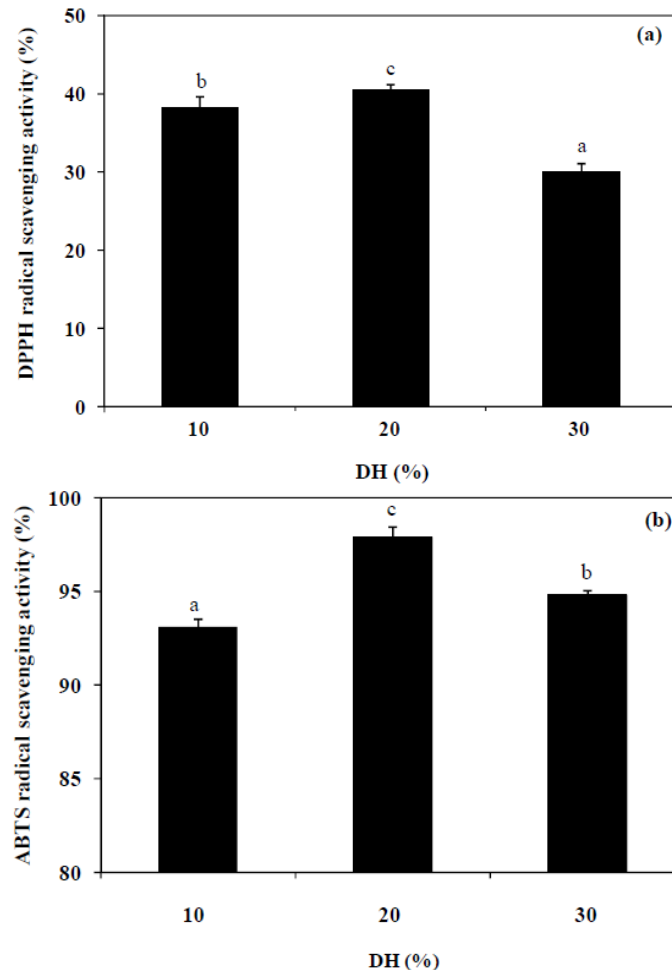 (a)
DPPH radical scavenging activity (%)
50
40
30
20
10
0
b
c
a
10 20 30
DH (%)
(b)
ABTS radical scavenging activity (%)
100
95
90
85
80
a
c
b
10 20 30
DH (%)